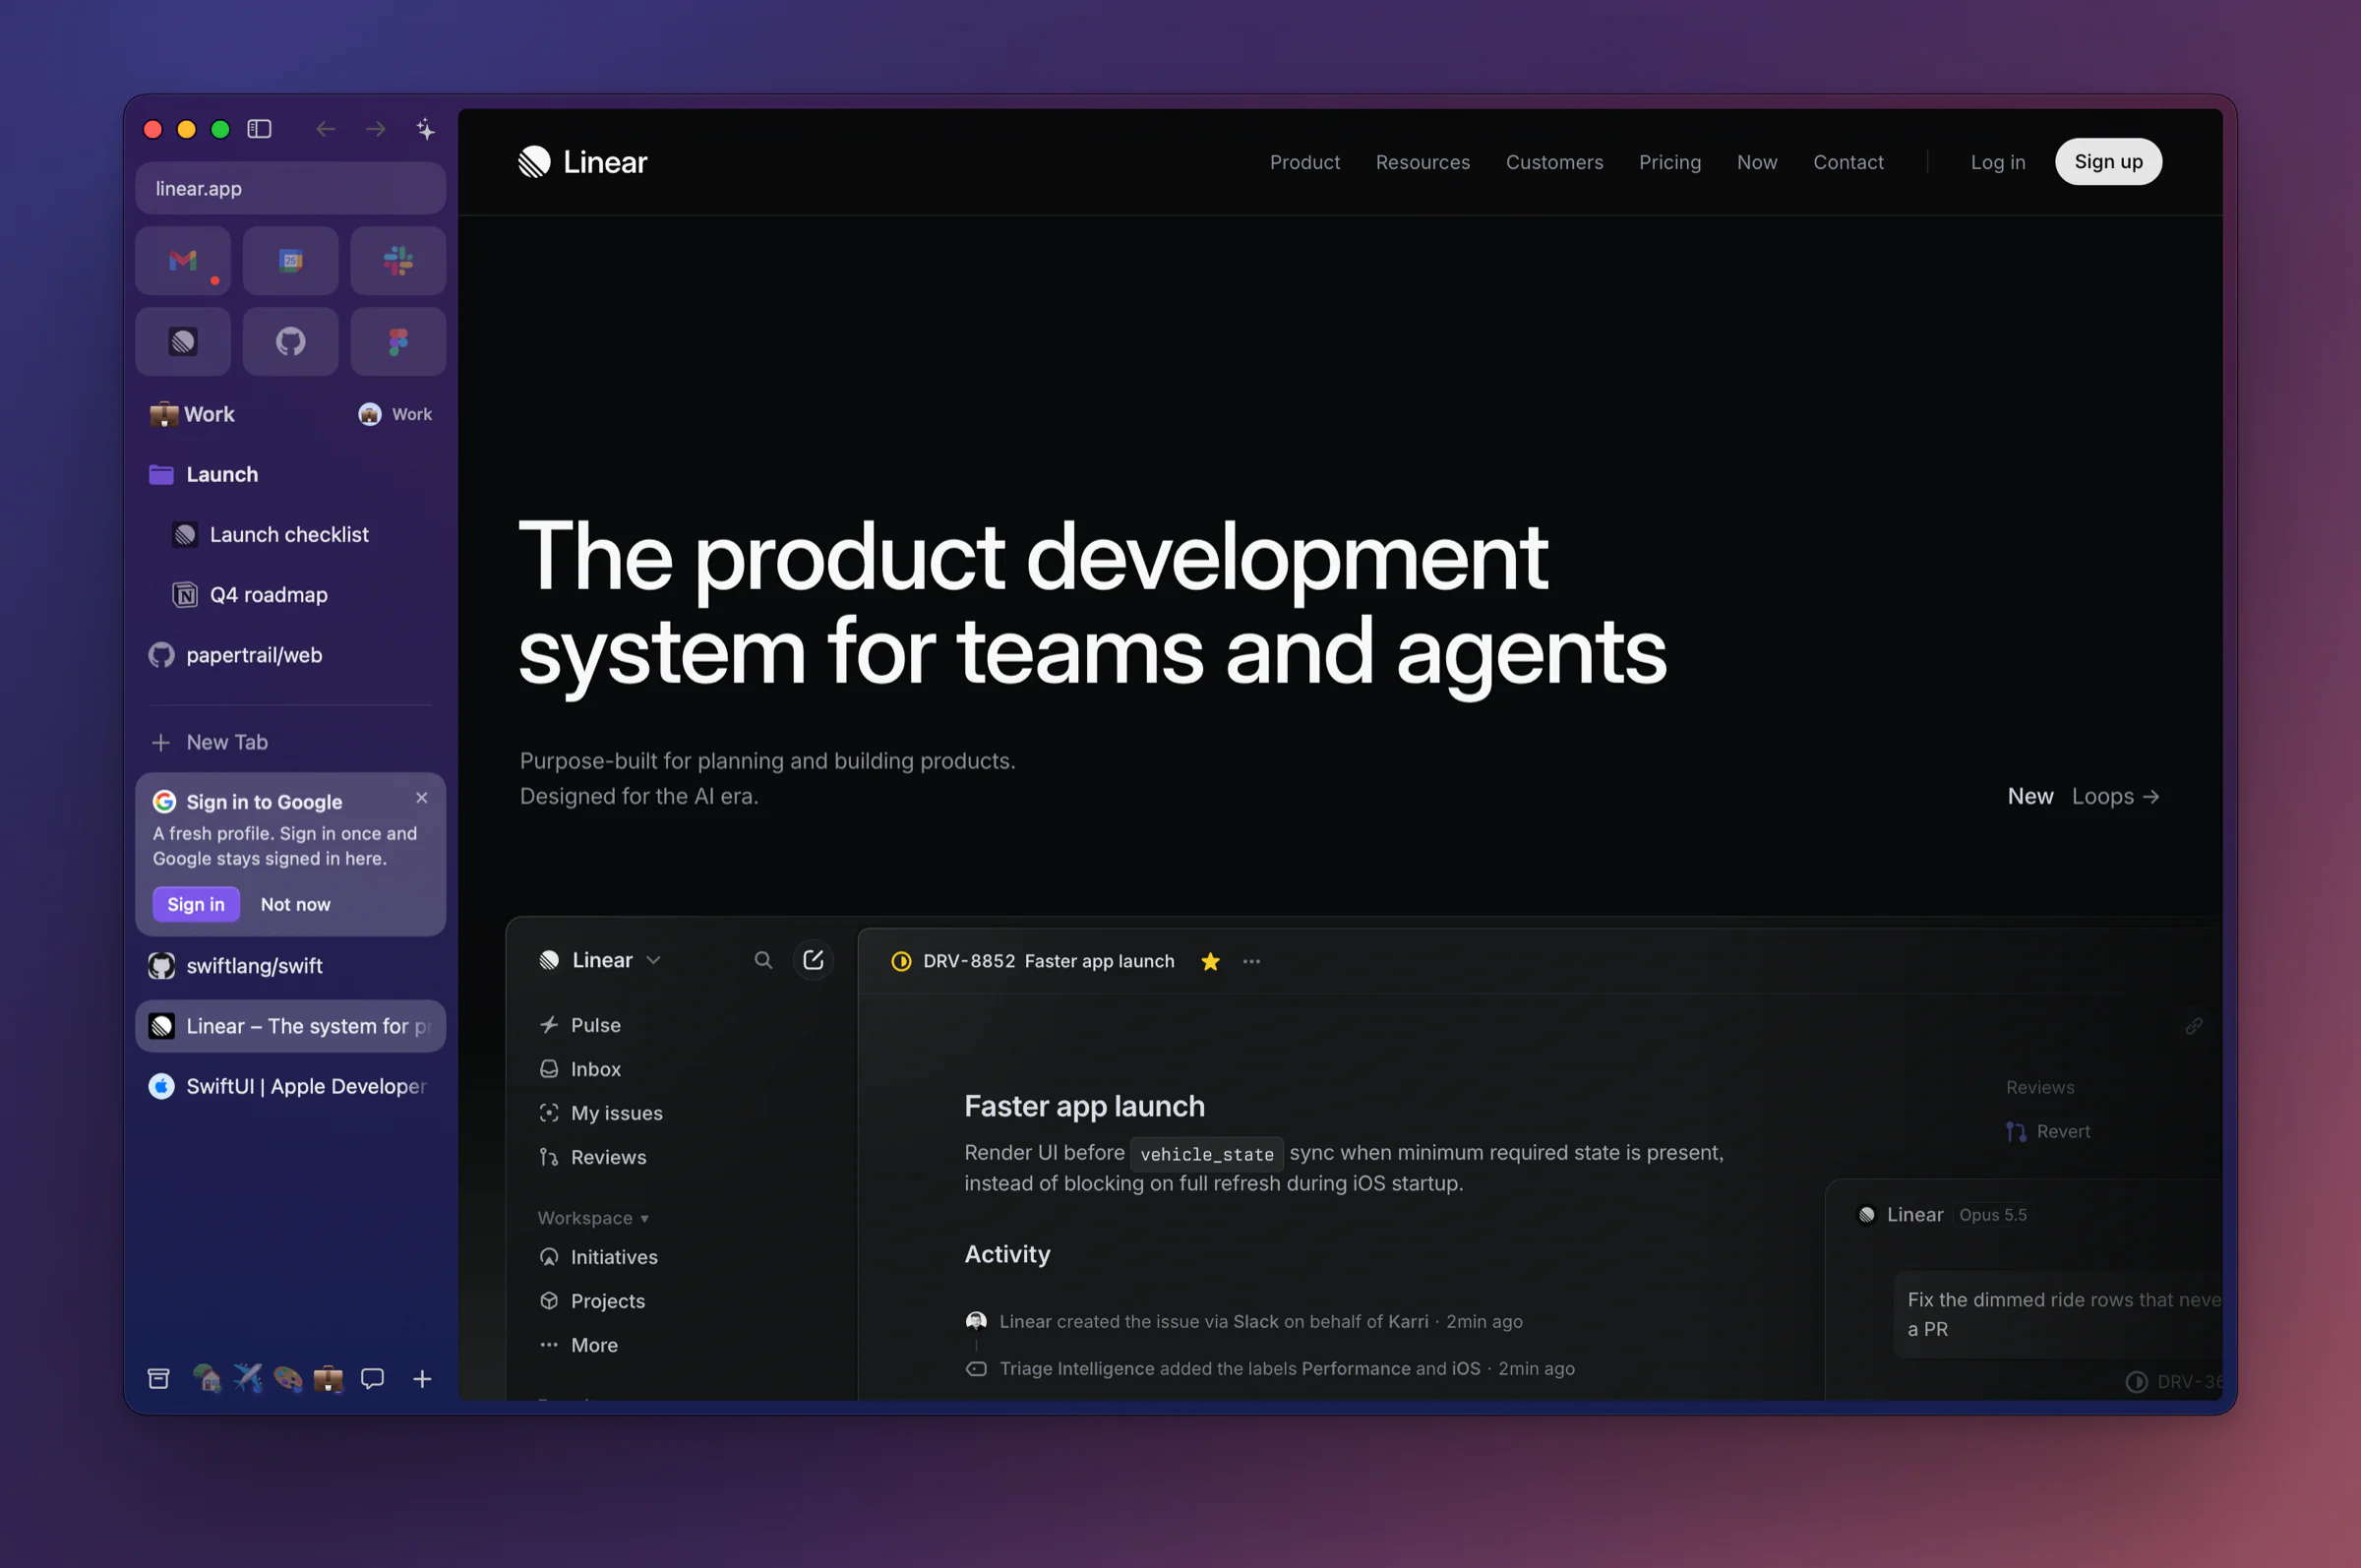 linear.app
Work
Work
Launch
Launch checklist
Q4 roadmap
papertrail/web
New Tab
Sign in to Google
A fresh profile. Sign in once and
Google stays signed in here.
Sign in
Not now
swiftlang/swift
Linear – The system for p
SwiftUI | Apple Developer
Linear
Product
Resources
Customers
Pricing
Now
Contact
Log in
Sign up
The product development
system for teams and agents
Purpose-built for planning and building products.
Designed for the AI era.
New Loops →
Linear
Pulse
Inbox
My issues
Reviews
Workspace
Initiatives
Projects
More
DRV-8852 Faster app launch
Faster app launch
Render UI before vehicle_state sync when minimum required state is present,
instead of blocking on full refresh during iOS startup.
Activity
Linear created the issue via Slack on behalf of Karri · 2min ago
Triage Intelligence added the labels Performance and iOS · 2min ago
Reviews
Revert
Linear Opus 5.5
Fix the dimmed ride rows that neve
a PR
DRV-36